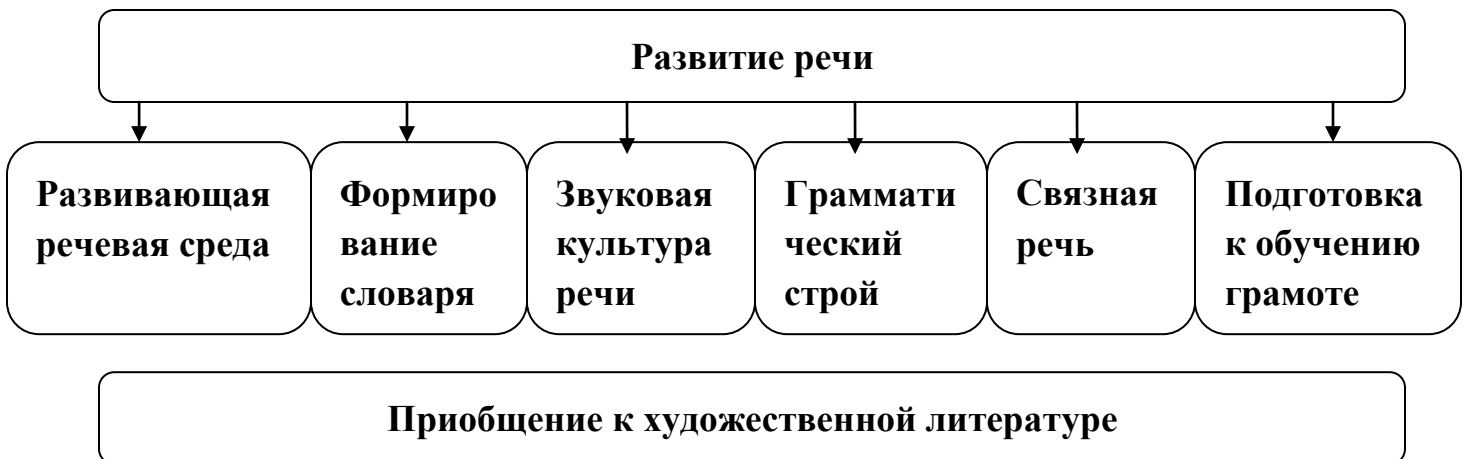 Развитие речи
Развивающая
речевая среда
Формиро
вание
словаря
Звуковая
культура
речи
Граммати
ческий
строй
Связная
речь
Подготовка
к обучению
грамоте
Приобщение к художественной литературе